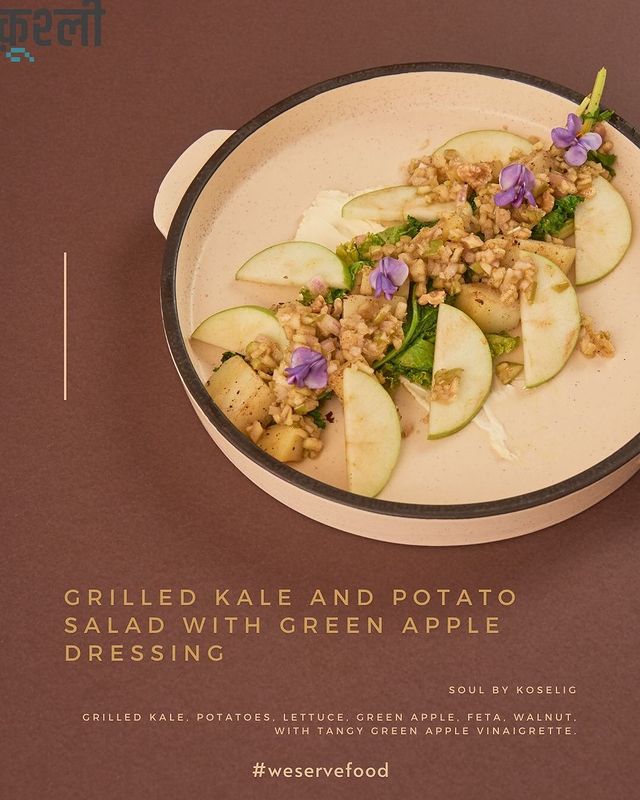 कुश्ली
GRILLED KALE AND POTATO
SALAD WITH GREEN APPLE
DRESSING
SOUL BY KOSELIG
GRILLED KALE, POTATOES, LETTUCE, GREEN APPLE, FETA, WALNUT,
WITH TANGY GREEN APPLE VINAIGRETTE.
#weservefood